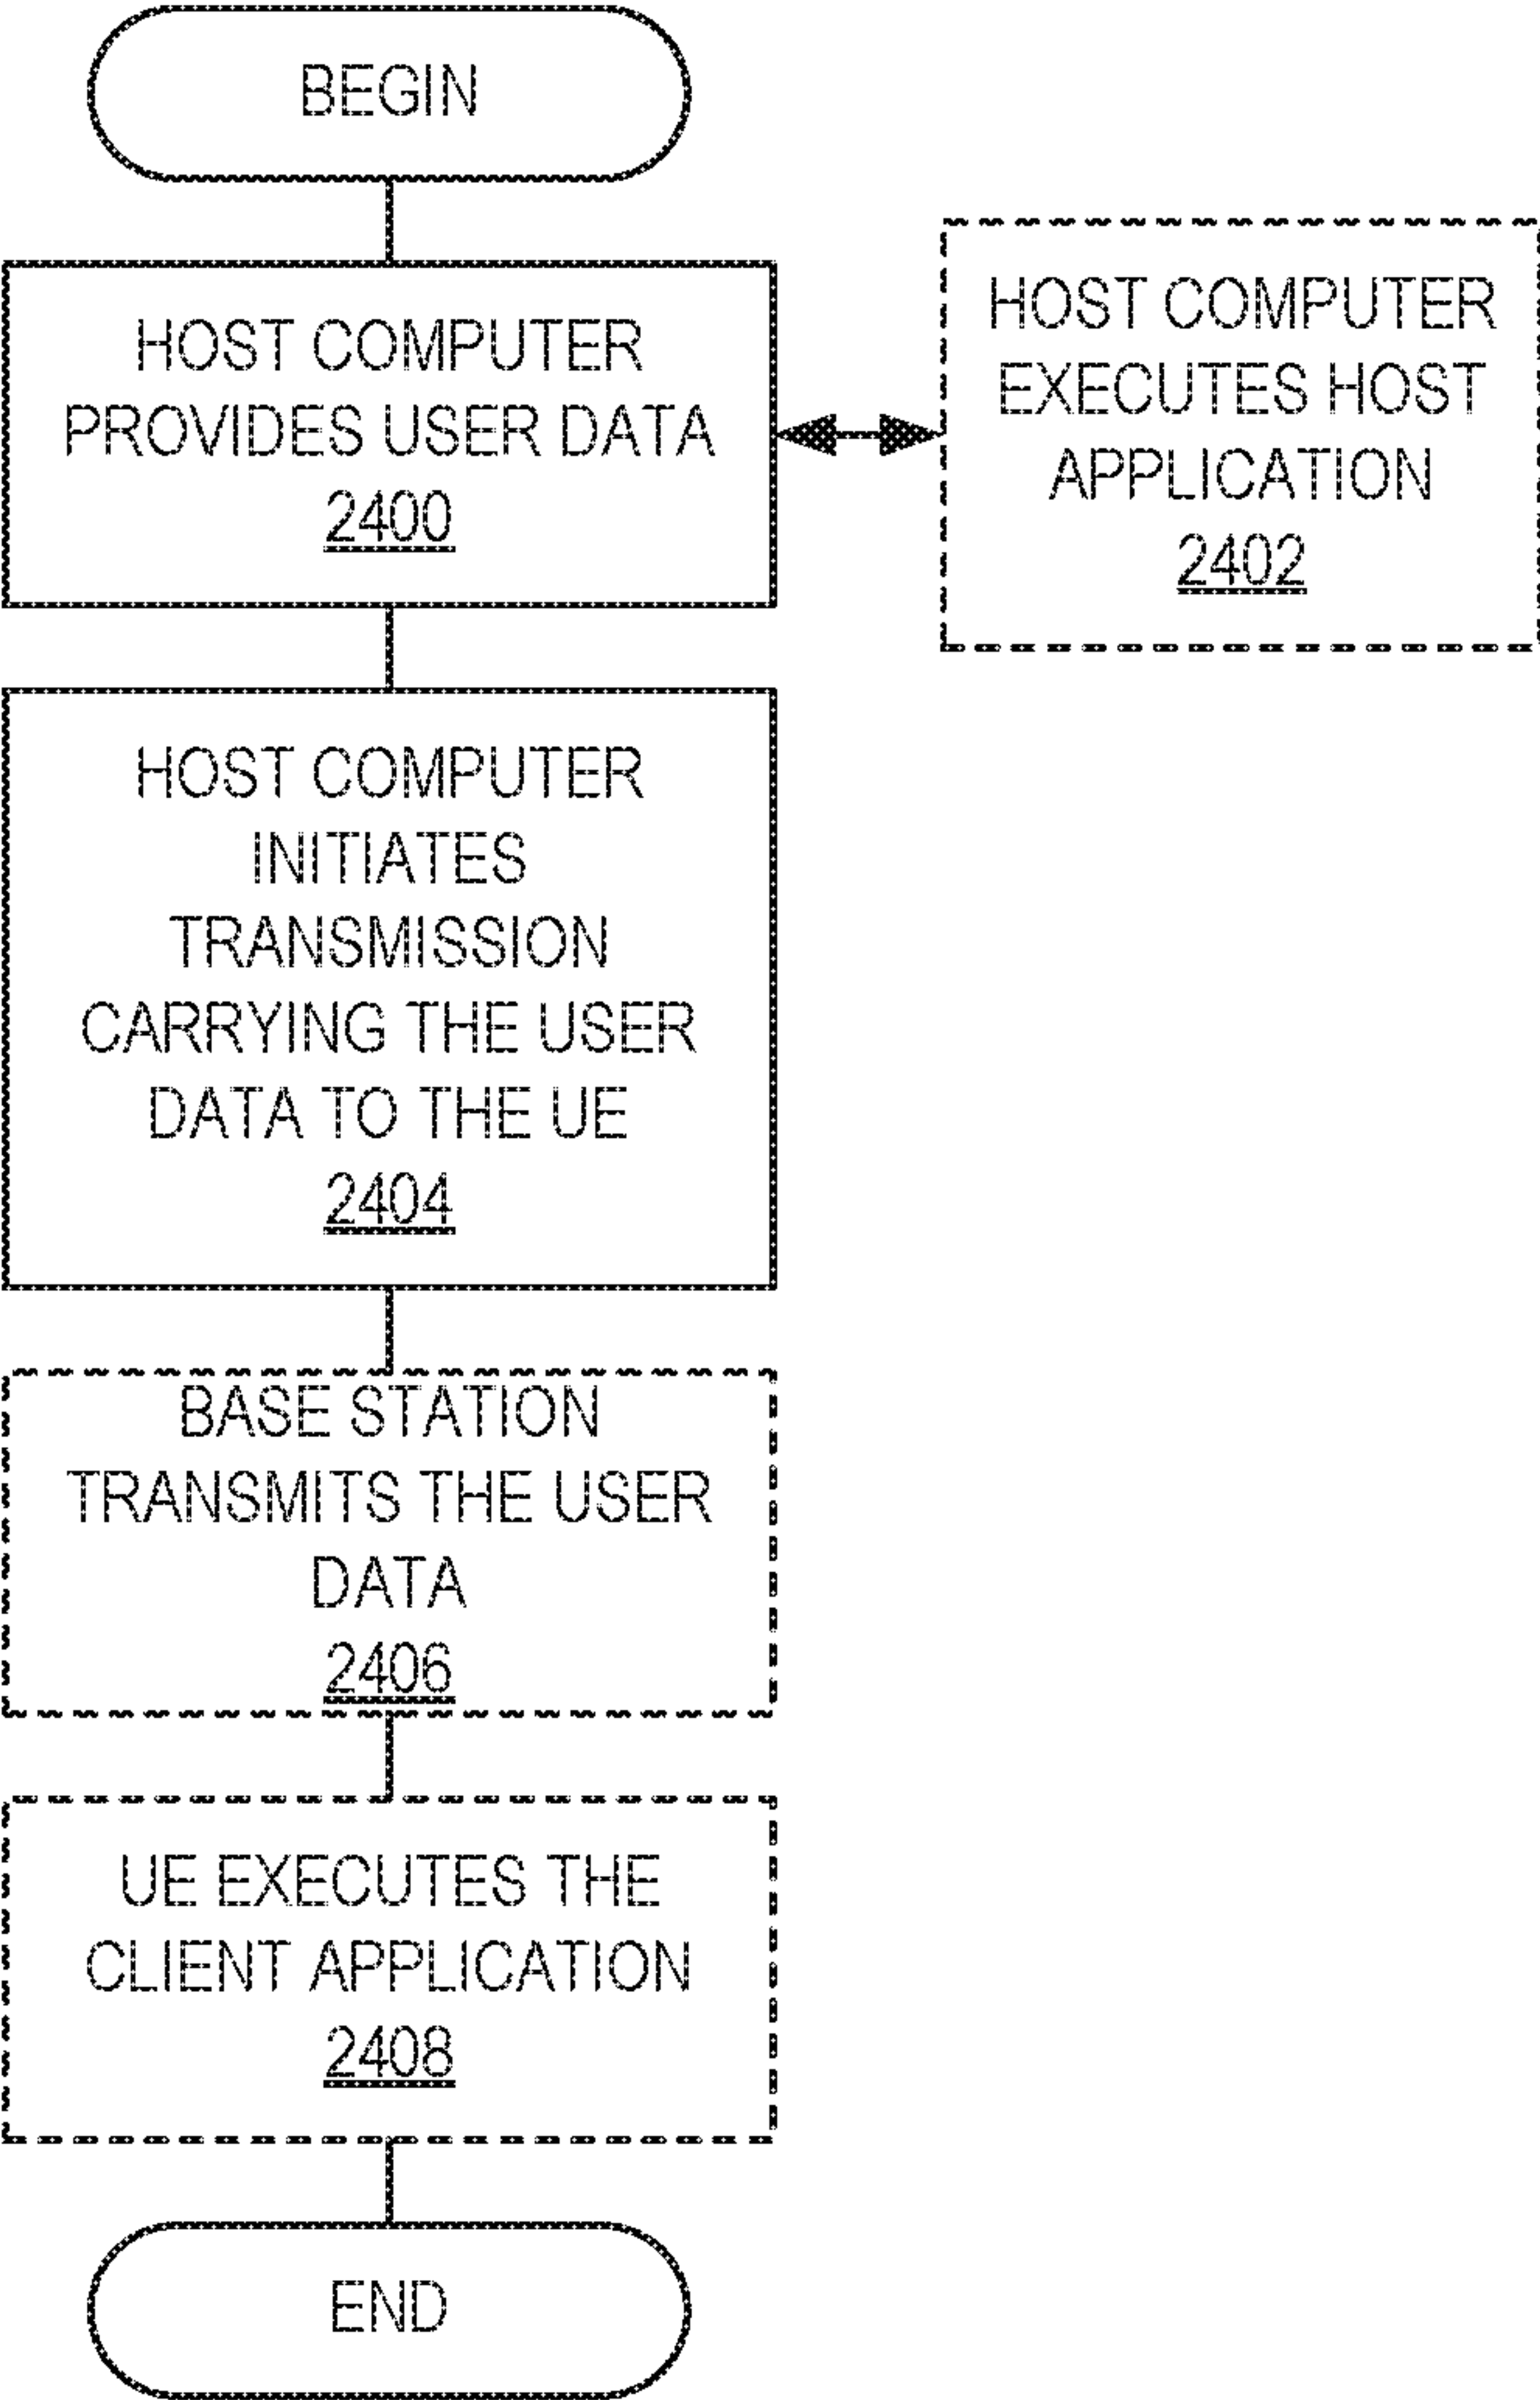 BEGIN
HOST COMPUTER
PROVIDES USER DATA
2400
HOST COMPUTER
EXECUTES HOST
APPLICATION
2402
HOST COMPUTER
INITIATES
TRANSMISSION
CARRYING THE USER
DATA TO THE UE
2404
BASE STATION
TRANSMITS THE USER
DATA
2406
UE EXECUTES THE
CLIENT APPLICATION
2408
END